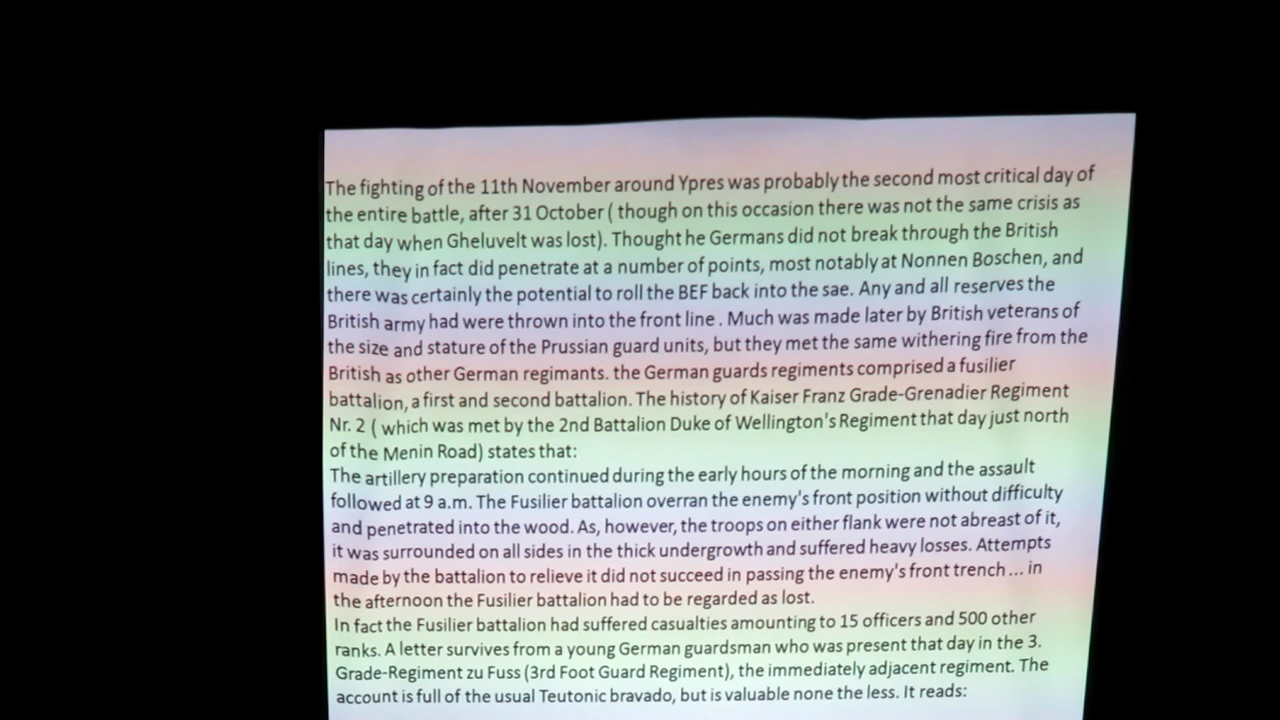 The fighting of the 11th November around Ypres was probably the second most critical day of
the entire battle, after 31 October ( though on this occasion there was not the same crisis as
that day when Gheluvelt was lost). Thought he Germans did not break through the British
lines, they in fact did penetrate at a number of points, most notably at Nonnen Boschen, and
there was certainly the potential to roll the BEF back into the sae. Any and all reserves the
British army had were thrown into the front line . Much was made later by British veterans of
the size and stature of the Prussian guard units, but they met the same withering fire from the
British as other German regimants. the German guards regiments comprised a fusilier
battalion, a first and second battalion. The history of Kaiser Franz Grade-Grenadier Regiment
Nr. 2 ( which was met by the 2nd Battalion Duke of Wellington's Regiment that day just north
of the Menin Road) states that:
The artillery preparation continued during the early hours of the morning and the assault
followed at 9 a.m. The Fusilier battalion overran the enemy's front position without difficulty
and penetrated into the wood. As, however, the troops on either flank were not abreast of it,
it was surrounded on all sides in the thick undergrowth and suffered heavy losses. Attempts
made by the battalion to relieve it did not succeed in passing the enemy's front trench ... in
the afternoon the Fusilier battalion had to be regarded as lost.
In fact the Fusilier battalion had suffered casualties amounting to 15 officers and 500 other
ranks. A letter survives from a young German guardsman who was present that day in the 3.
Grade-Regiment zu Fuss (3rd Foot Guard Regiment), the immediately adjacent regiment. The
account is full of the usual Teutonic bravado, but is valuable none the less. It reads: